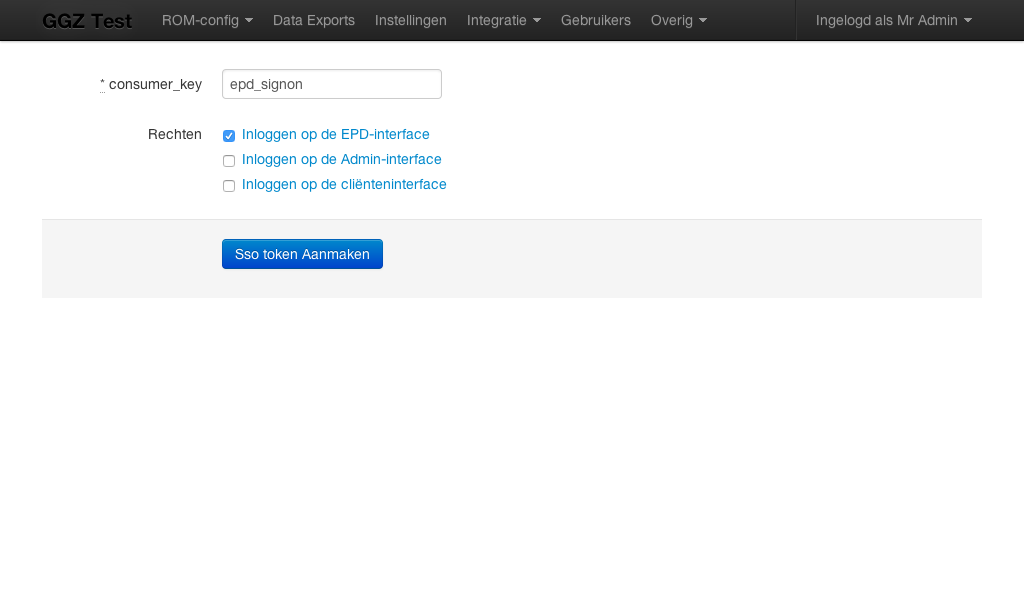 GGZ Test ROM-config Data Exports Instellingen Integratie Gebruikers Overig Ingelogd als Mr Admin
* consumer_key epd_signon
Rechten Inloggen op de EPD-interface
Inloggen op de Admin-interface
Inloggen op de cliënteninterface
Sso token Aanmaken